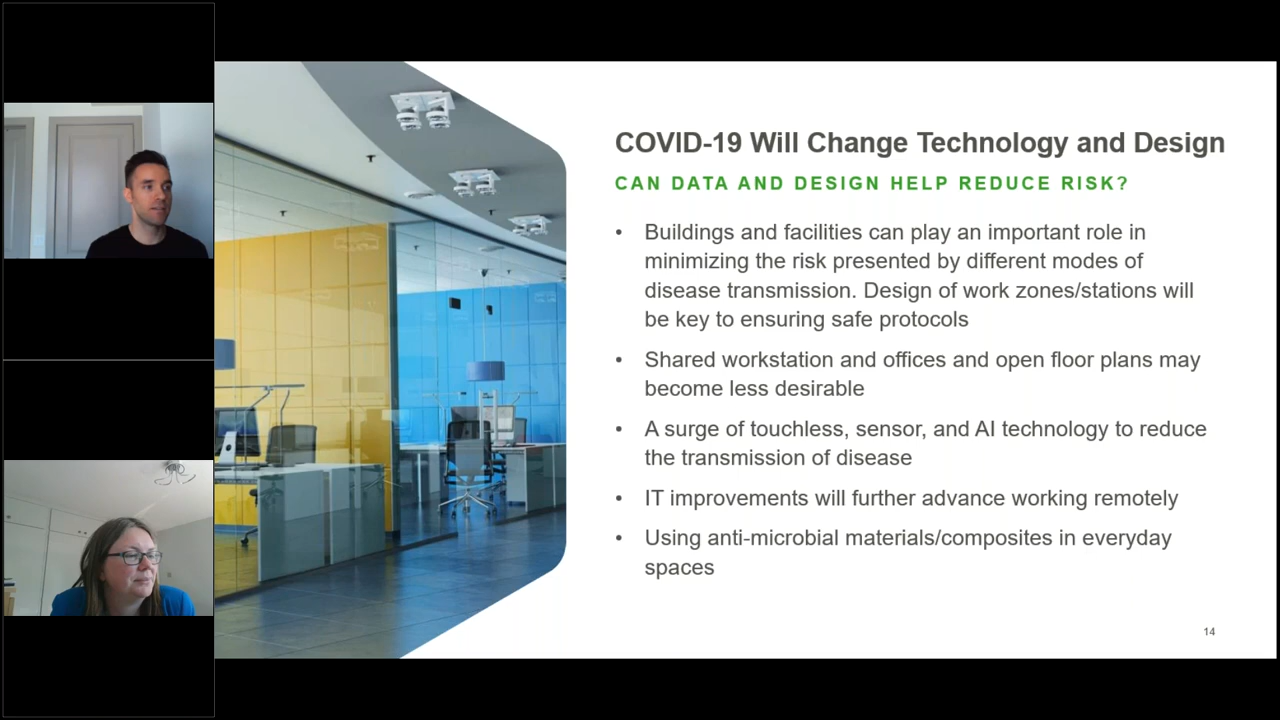 COVID-19 Will Change Technology and Design
CAN DATA AND DESIGN HELP REDUCE RISK?
• Buildings and facilities can play an important role in
minimizing the risk presented by different modes of
disease transmission. Design of work zones/stations will
be key to ensuring safe protocols
• Shared workstation and offices and open floor plans may
become less desirable
• A surge of touchless, sensor, and AI technology to reduce
the transmission of disease
• IT improvements will further advance working remotely
• Using anti-microbial materials/composites in everyday
spaces
14